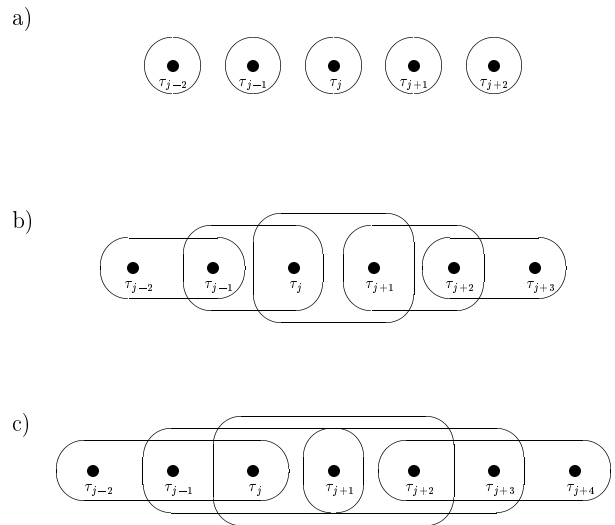 a)
τ_{j−2} τ_{j−1} τ_j τ_{j+1} τ_{j+2}
b)
τ_{j−2} τ_{j−1} τ_j τ_{j+1} τ_{j+2} τ_{j+3}
c)
τ_{j−2} τ_{j−1} τ_j τ_{j+1} τ_{j+2} τ_{j+3} τ_{j+4}